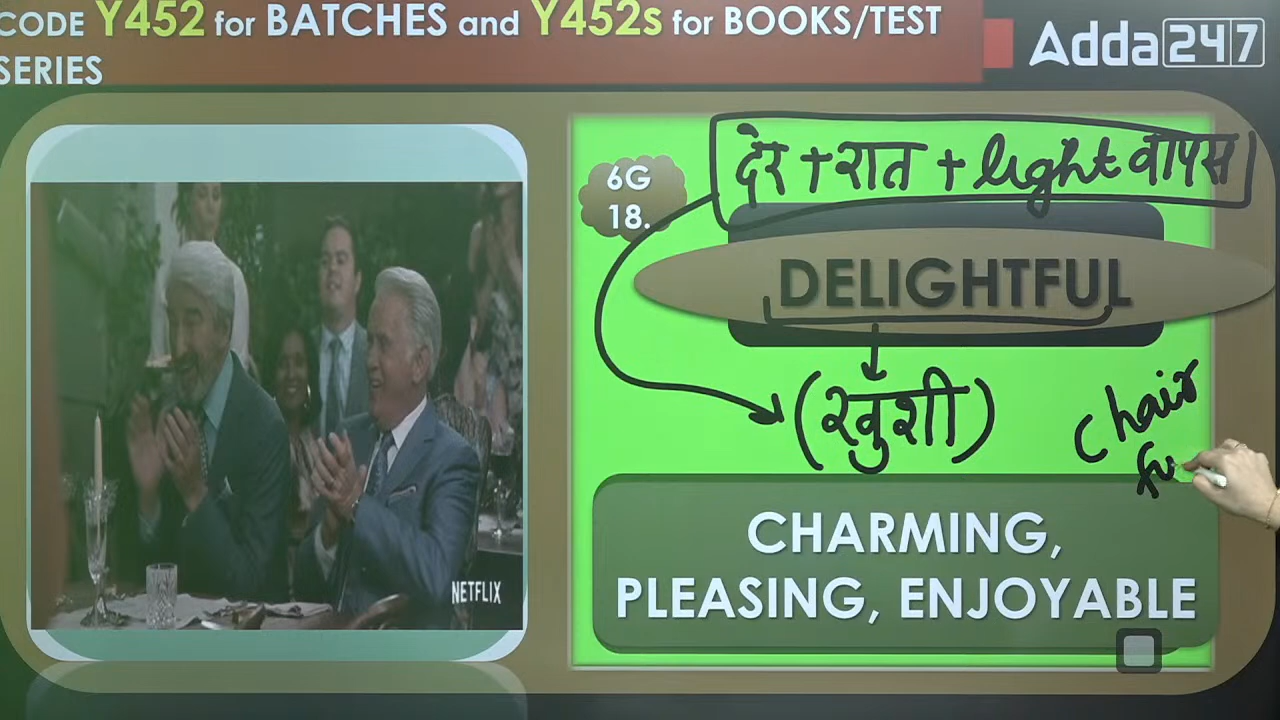 CODE Y452 for BATCHES and Y452s for BOOKS/TEST
SERIES
Adda247
6G
18.
देर + रात + light वापस
DELIGHTFUL
(खुशी)
Chair
fu
CHARMING,
PLEASING, ENJOYABLE
NETFLIX